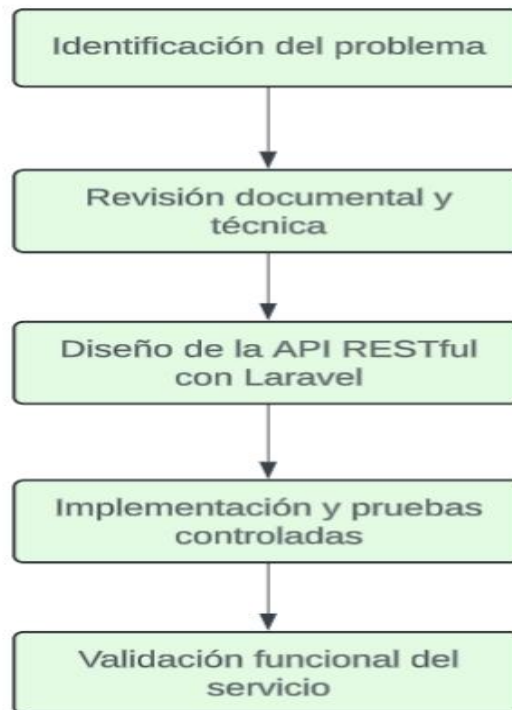 Identificación del problema
Revisión documental y
técnica
Diseño de la API RESTful
con Laravel
Implementación y pruebas
controladas
Validación funcional del
servicio